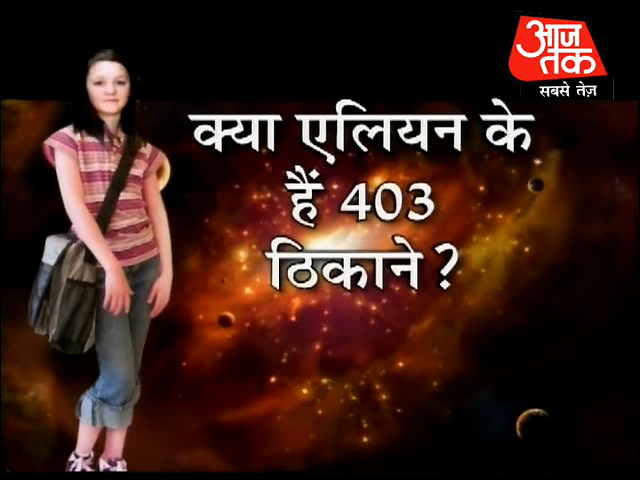 आज
तक
सबसे तेज़
क्या एलियन के
हैं 403
ठिकाने ?